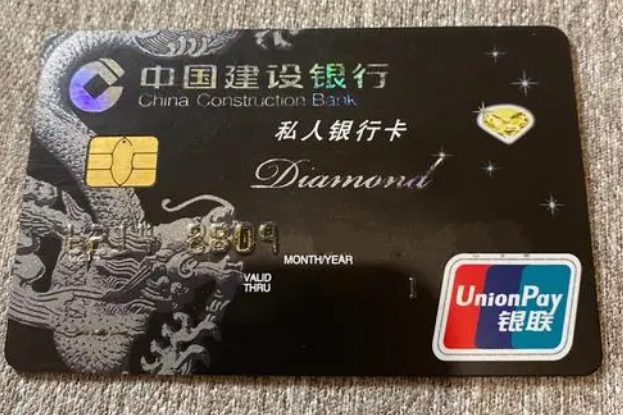 中国建设银行
China Construction Bank
私人银行卡
Diamond
8809
MONTH/YEAR
VALID
THRU
UnionPay
银联